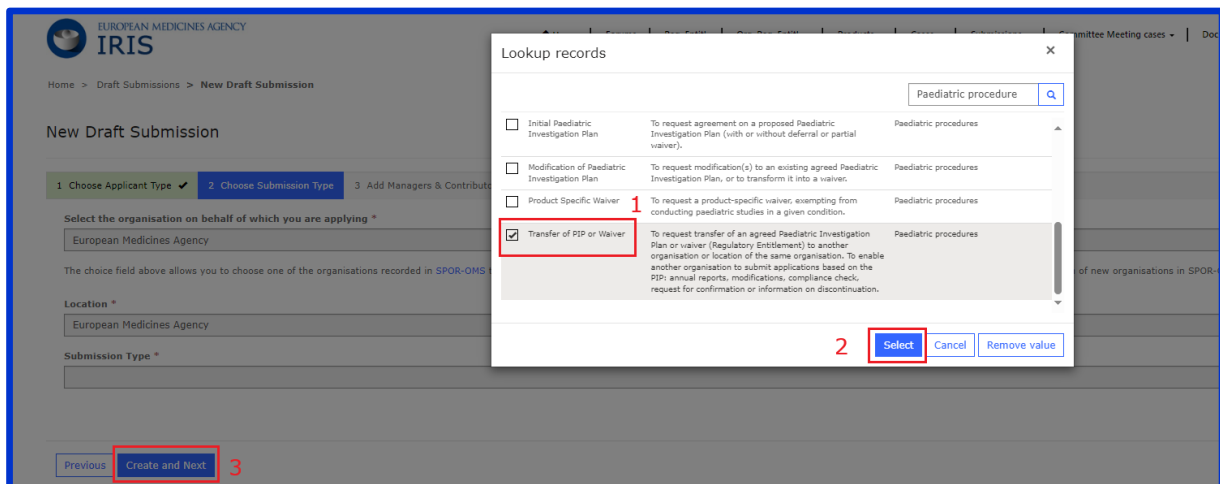 EUROPEAN MEDICINES AGENCY
IRIS
Committee Meeting cases
Doc
Home > Draft Submissions > New Draft Submission
New Draft Submission
1 Choose Applicant Type ✔ 2 Choose Submission Type 3 Add Managers & Contributo
Select the organisation on behalf of which you are applying *
European Medicines Agency
The choice field above allows you to choose one of the organisations recorded in SPOR-OMS
of new organisations in SPOR-
Location *
European Medicines Agency
Submission Type *
Previous Create and Next 3
Lookup records ×
Paediatric procedure
Initial Paediatric
Investigation Plan
To request agreement on a proposed Paediatric
Investigation Plan (with or without deferral or partial
waiver).
Paediatric procedures
Modification of Paediatric
Investigation Plan
To request modification(s) to an existing agreed Paediatric
Investigation Plan, or to transform it into a waiver.
Paediatric procedures
Product Specific Waiver
1
To request a product-specific waiver, exempting from
conducting paediatric studies in a given condition.
Paediatric procedures
Transfer of PIP or Waiver
To request transfer of an agreed Paediatric Investigation
Plan or waiver (Regulatory Entitlement) to another
organisation or location of the same organisation. To enable
another organisation to submit applications based on the
PIP: annual reports, modifications, compliance check,
request for confirmation or information on discontinuation.
Paediatric procedures
2 Select Cancel Remove value